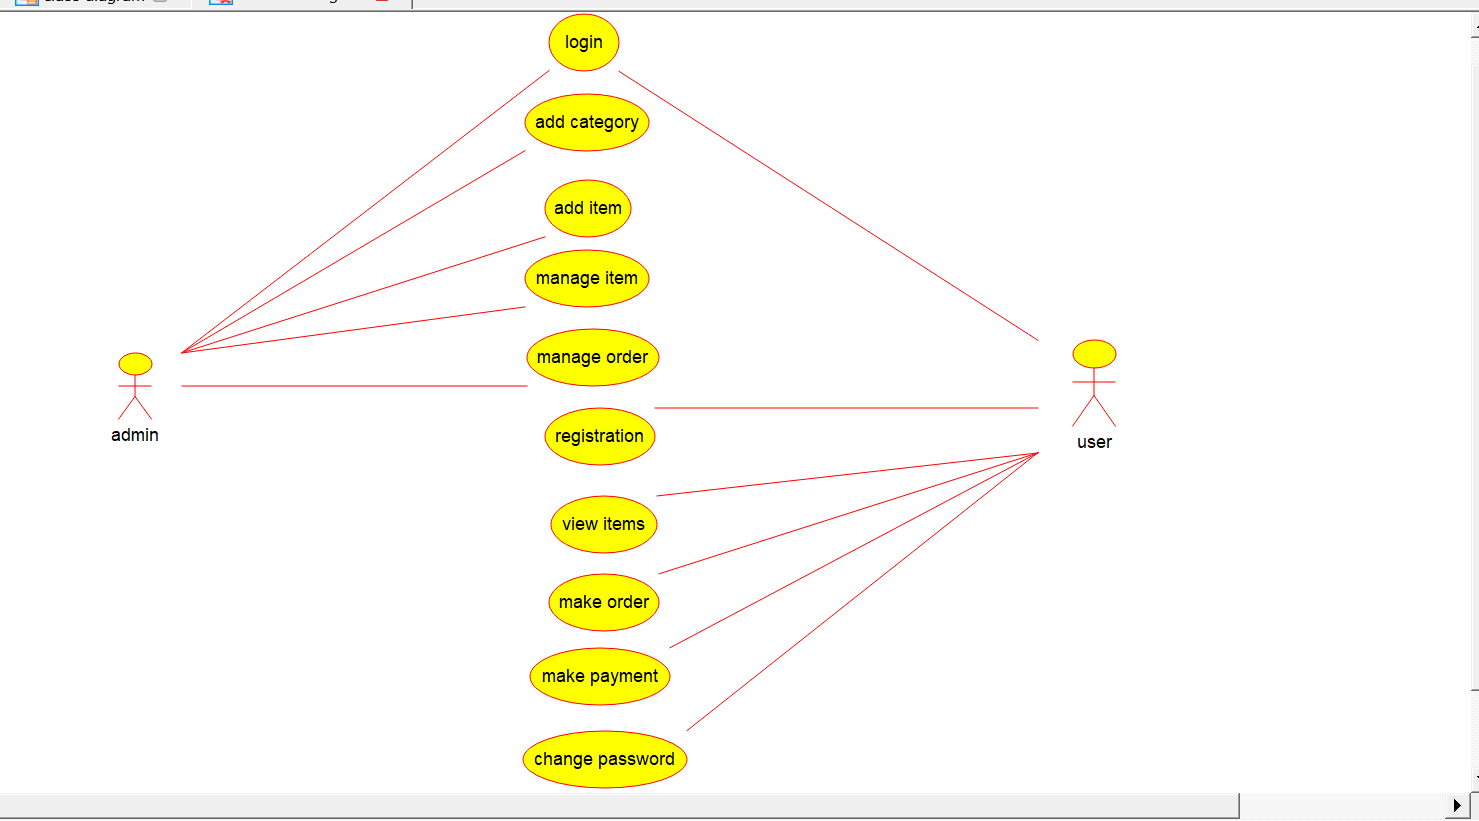 login
add category
add item
manage item
manage order
registration
view items
make order
make payment
change password
admin
user